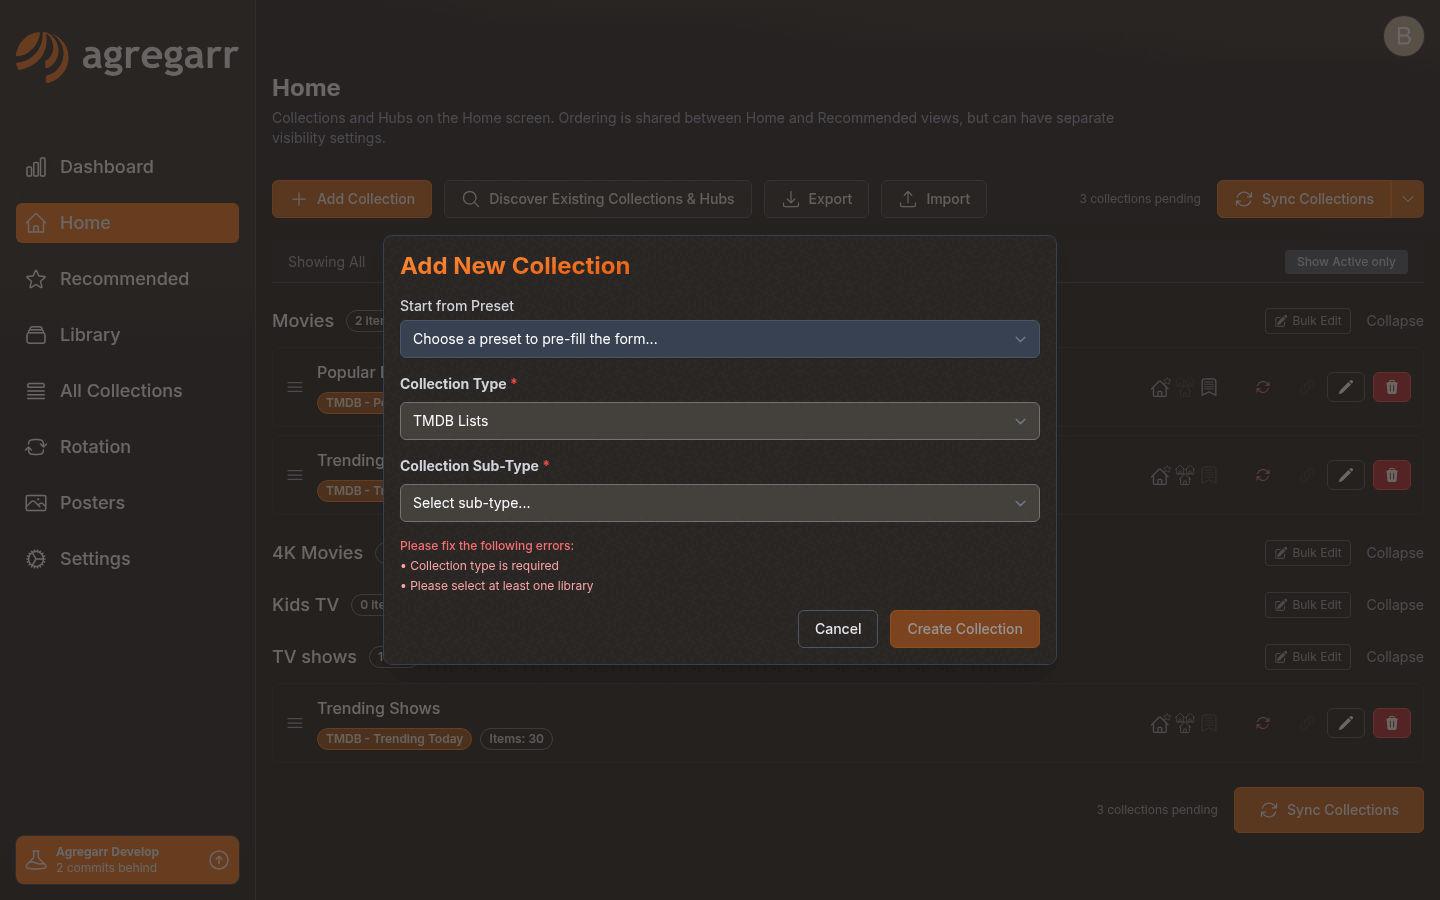 agregarr
B
Dashboard
Home
Recommended
Library
All Collections
Rotation
Posters
Settings
Agregarr Develop
2 commits behind
Home
Collections and Hubs on the Home screen. Ordering is shared between Home and Recommended views, but can have separate
visibility settings.
Add Collection
Discover Existing Collections & Hubs
Export
Import
3 collections pending
Sync Collections
Showing All
Show Active only
Add New Collection
Start from Preset
Choose a preset to pre-fill the form...
Collection Type *
TMDB Lists
Collection Sub-Type *
Select sub-type...
Please fix the following errors:
• Collection type is required
• Please select at least one library
Cancel
Create Collection
Movies
Bulk Edit
Collapse
Popular
TMDB -
Trending
TMDB -
4K Movies
Bulk Edit
Collapse
Kids TV
Bulk Edit
Collapse
TV shows
Bulk Edit
Collapse
Trending Shows
TMDB - Trending Today
Items: 30
3 collections pending
Sync Collections